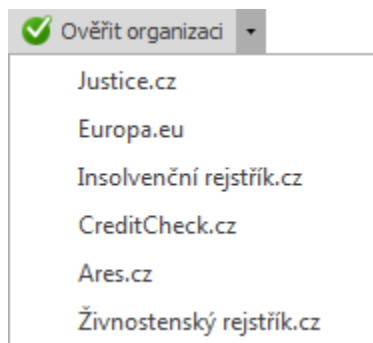 Ověřit organizaci
Justice.cz
Europa.eu
Insolvenční rejstřík.cz
CreditCheck.cz
Ares.cz
Živnostenský rejstřík.cz